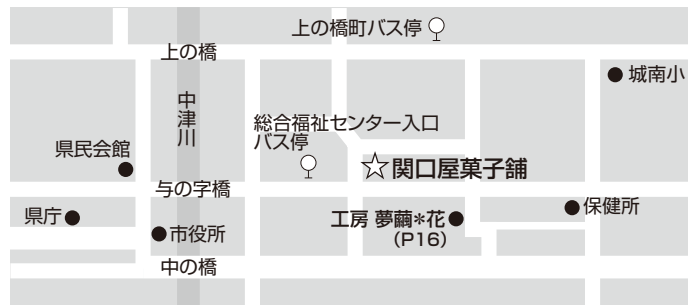 上の橋町バス停
上の橋
城南小
中津川
総合福祉センター入口
バス停
県民会館
関口屋菓子舗
与の字橋
県庁
市役所
工房 夢繭*花
(P16)
保健所
中の橋